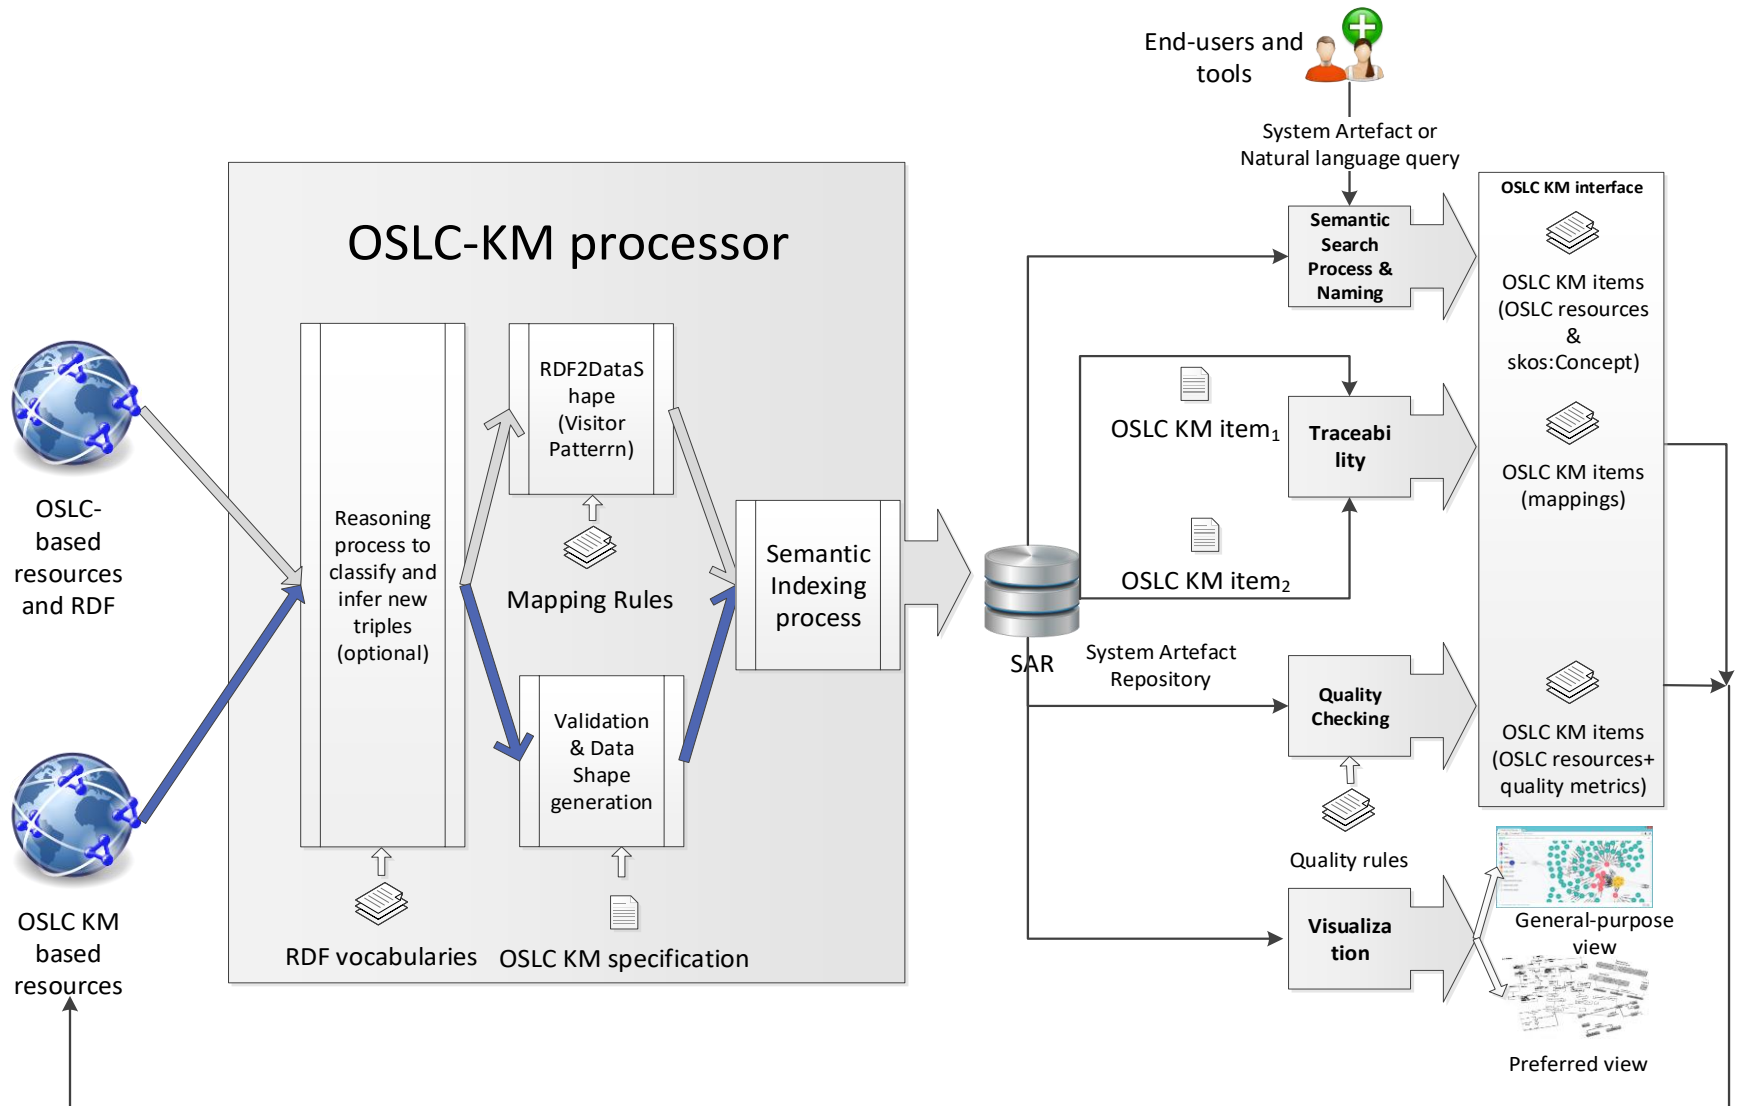 End-users and
tools
System Artefact or
Natural language query
OSLC-KM processor
OSLC-
based
resources
and RDF
OSLC KM
based
resources
Reasoning
process to
classify and
infer new
triples
(optional)
RDF vocabularies
RDF2DataS
hape
(Visitor
Patterrn)
Mapping Rules
Validation
& Data
Shape
generation
OSLC KM specification
Semantic
Indexing
process
SAR
System Artefact
Repository
Semantic
Search
Process &
Naming
OSLC KM item1
OSLC KM item2
Traceabi
lity
Quality
Checking
Quality rules
Visualiza
tion
OSLC KM interface
OSLC KM items
(OSLC resources
&
skos:Concept)
OSLC KM items
(mappings)
OSLC KM items
(OSLC resources+
quality metrics)
General-purpose
view
Preferred view